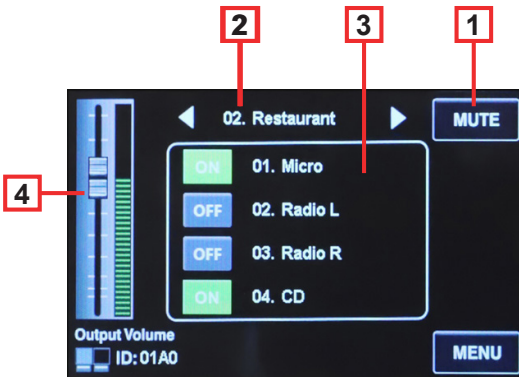 2 3 1
02. Restaurant MUTE
ON 01. Micro
4
OFF 02. Radio L
OFF 03. Radio R
ON 04. CD
Output Volume
ID:01A0 MENU